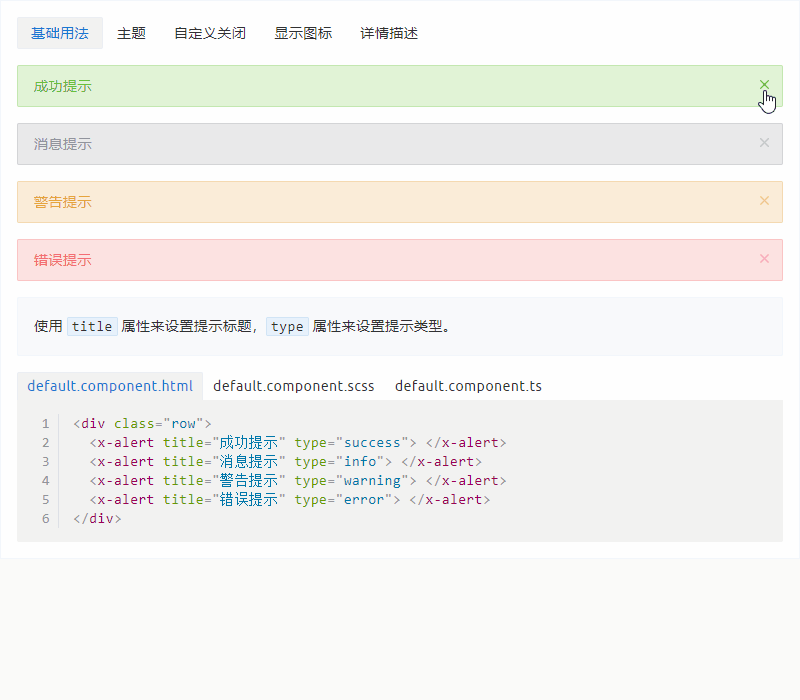 基础用法 主题 自定义关闭 显示图标 详情描述
成功提示
消息提示
警告提示
错误提示
使用 title 属性来设置提示标题，type 属性来设置提示类型。
default.component.html default.component.scss default.component.ts
1 <div class="row">
2 <x-alert title="成功提示" type="success"> </x-alert>
3 <x-alert title="消息提示" type="info"> </x-alert>
4 <x-alert title="警告提示" type="warning"> </x-alert>
5 <x-alert title="错误提示" type="error"> </x-alert>
6 </div>